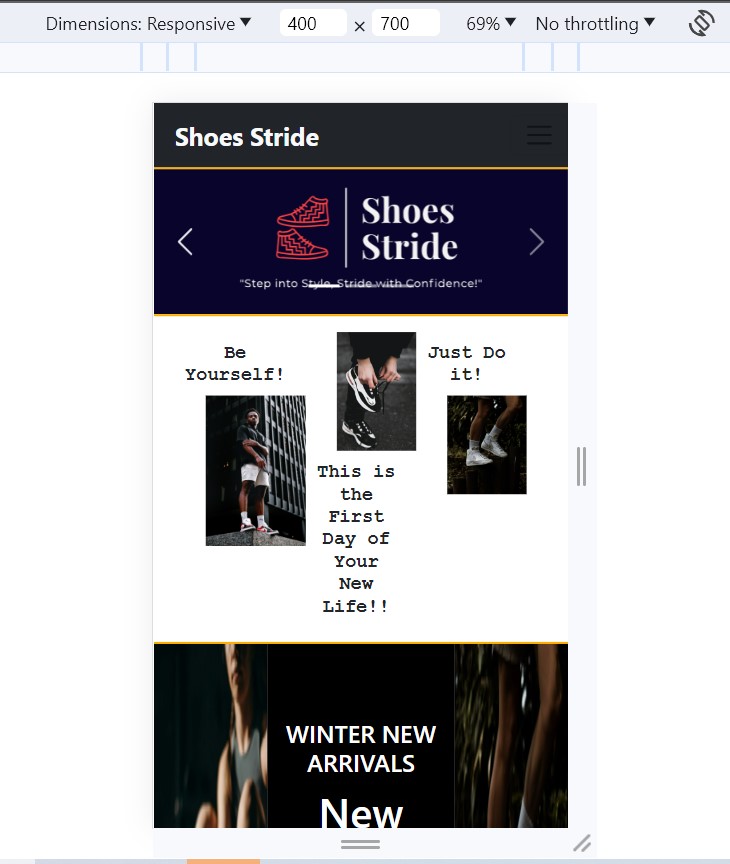 Dimensions: Responsive
400 × 700
69%
No throttling
Shoes Stride
Shoes
Stride
"Step into Style, Stride with Confidence!"
Be
Yourself!
Just Do
it!
This is
the
First
Day of
Your
New
Life!!
WINTER NEW
ARRIVALS
New